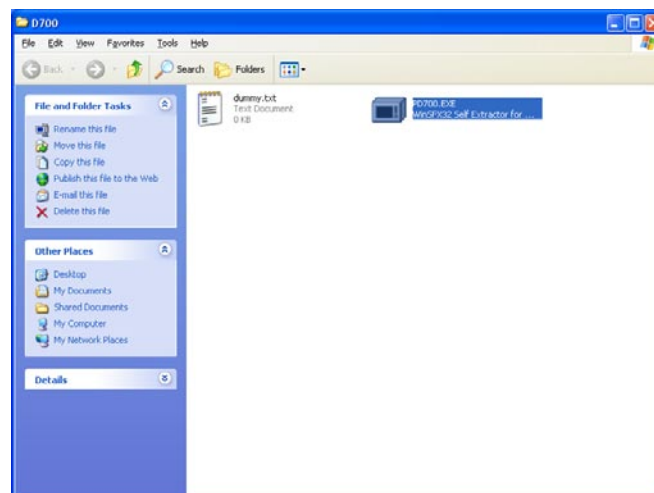 D700
File Edit View Favorites Tools Help
Back Search Folders
File and Folder Tasks
Rename this file
Move this file
Copy this file
Publish this file to the Web
E-mail this file
Delete this file
Other Places
Desktop
My Documents
Shared Documents
My Computer
My Network Places
Details
dummy.txt
Text Document
0 KB
PD700.EXE
WinSFX32 Self Extractor for ...